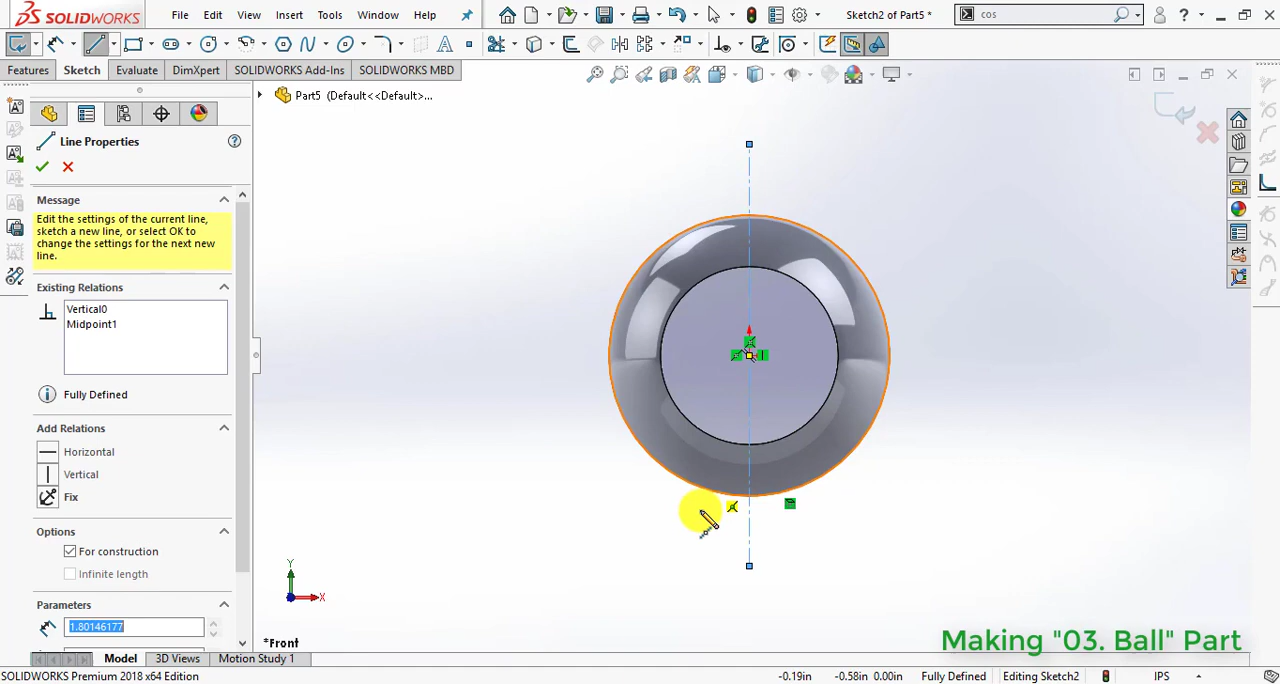 SOLIDWORKS File Edit View Insert Tools Window Help Sketch2 of Part5 * cos
Features Sketch Evaluate DimXpert SOLIDWORKS Add-Ins SOLIDWORKS MBD
Part5 (Default<<Default>...
Line Properties
Message
Edit the settings of the current line,
sketch a new line, or select OK to
change the settings for the next new
line.
Existing Relations
Vertical0
Midpoint1
Fully Defined
Add Relations
Horizontal
Vertical
Fix
Options
For construction
Infinite length
Parameters
1.80146177
Y
X
*Front
Making "03. Ball" Part
Model 3D Views Motion Study 1
SOLIDWORKS Premium 2018 x64 Edition -0.19in -0.58in 0.00in Fully Defined Editing Sketch2 IPS